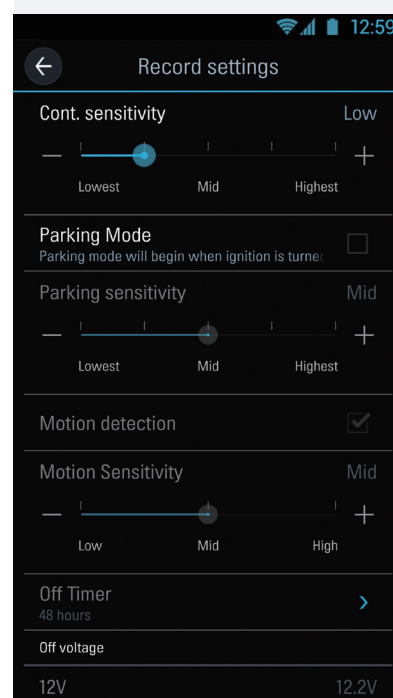 12:59
Record settings
Cont. sensitivity Low
Lowest Mid Highest
Parking Mode
Parking mode will begin when ignition is turned
Parking sensitivity Mid
Lowest Mid Highest
Motion detection
Motion Sensitivity Mid
Low Mid High
Off Timer
48 hours
Off voltage
12V 12.2V